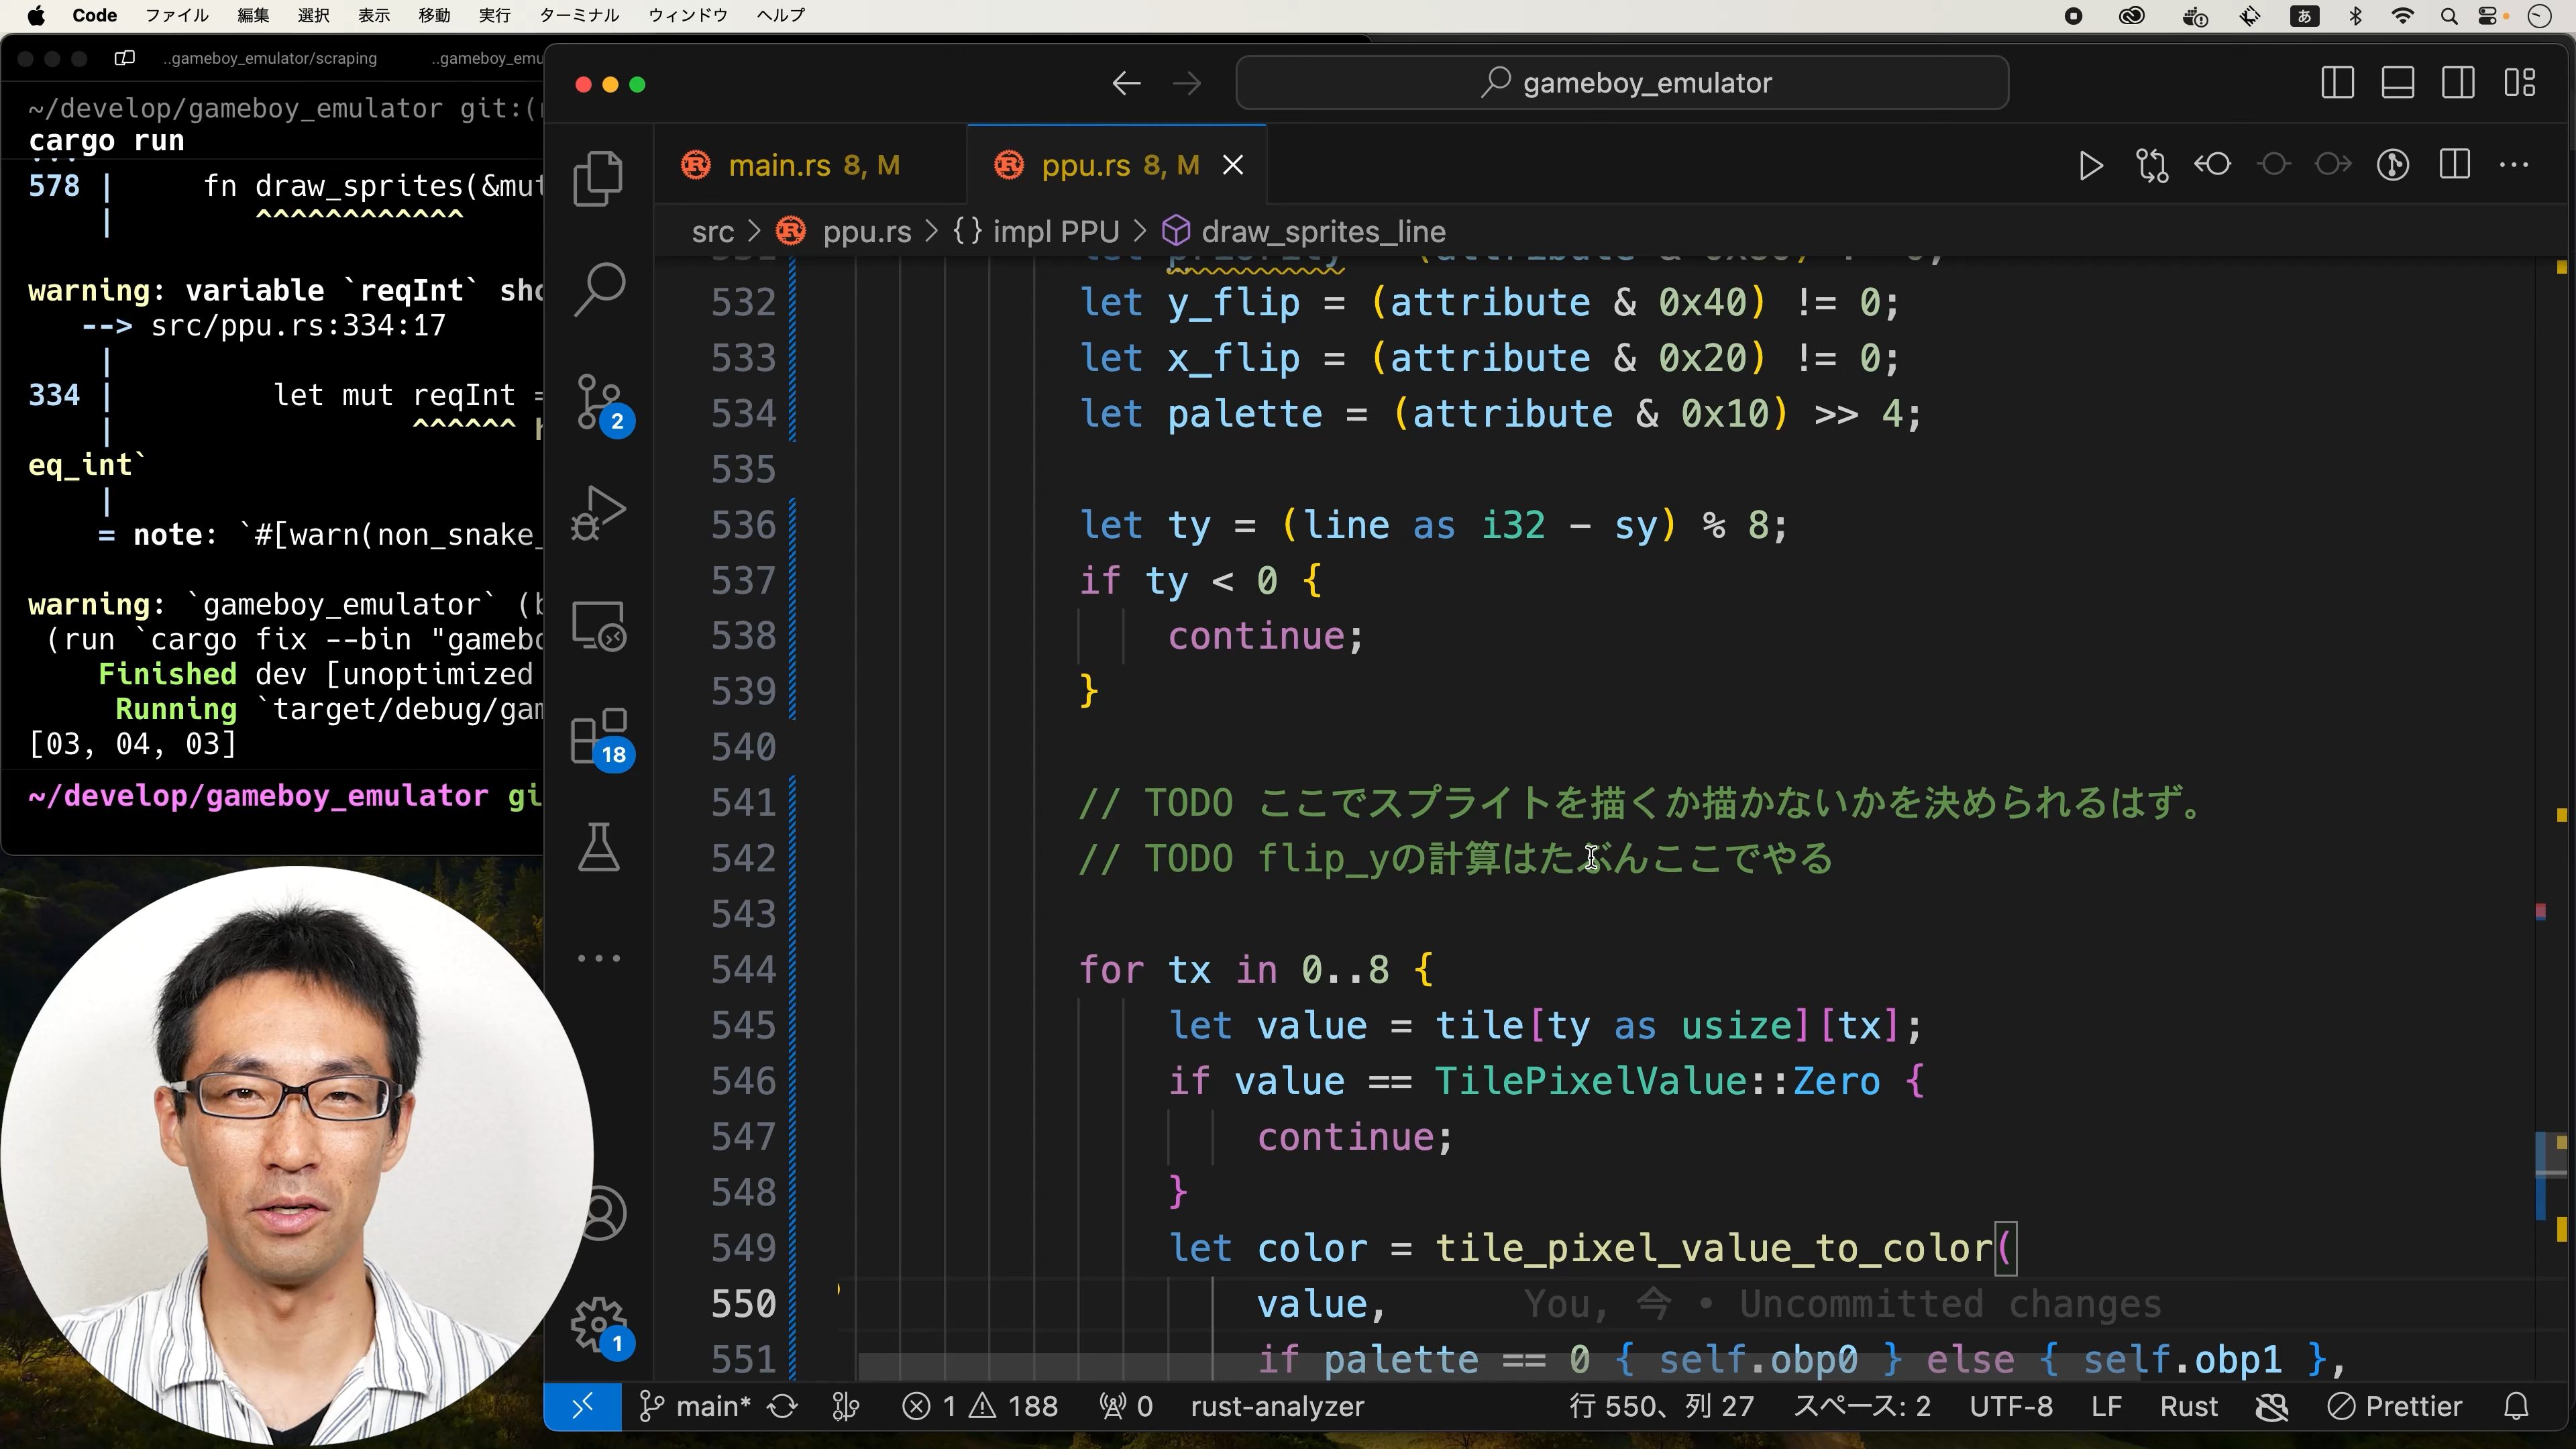 Code ファイル 編集 選択 表示 移動 実行 ターミナル ウィンドウ ヘルプ あ
..gameboy_emulator/scraping ..gameboy_emu
~/develop/gameboy_emulator git:(
cargo run
578 | fn draw_sprites(&mut
| ^^^^^^^^^^^^
warning: variable `reqInt` sho
--> src/ppu.rs:334:17
|
334 | let mut reqInt =
| ^^^^^^ h
eq_int`
|
= note: `#[warn(non_snake_
warning: `gameboy_emulator` (b
(run `cargo fix --bin "gamebo
Finished dev [unoptimized
Running `target/debug/gam
[03, 04, 03]
~/develop/gameboy_emulator gi
gameboy_emulator
main.rs 8, M
ppu.rs 8, M
src > ppu.rs > {} impl PPU > draw_sprites_line
2
18
1
532 let y_flip = (attribute & 0x40) != 0;
533 let x_flip = (attribute & 0x20) != 0;
534 let palette = (attribute & 0x10) >> 4;
535
536 let ty = (line as i32 - sy) % 8;
537 if ty < 0 {
538 continue;
539 }
540
541 // TODO ここでスプライトを描くか描かないかを決められるはず。
542 // TODO flip_yの計算はたぶんここでやる
543
544 for tx in 0..8 {
545 let value = tile[ty as usize][tx];
546 if value == TilePixelValue::Zero {
547 continue;
548 }
549 let color = tile_pixel_value_to_color(
550 value, You, 今 • Uncommitted changes
551 if palette == 0 { self.obp0 } else { self.obp1 },
main* 1 188 0 rust-analyzer 行 550、列 27 スペース: 2 UTF-8 LF Rust Prettier